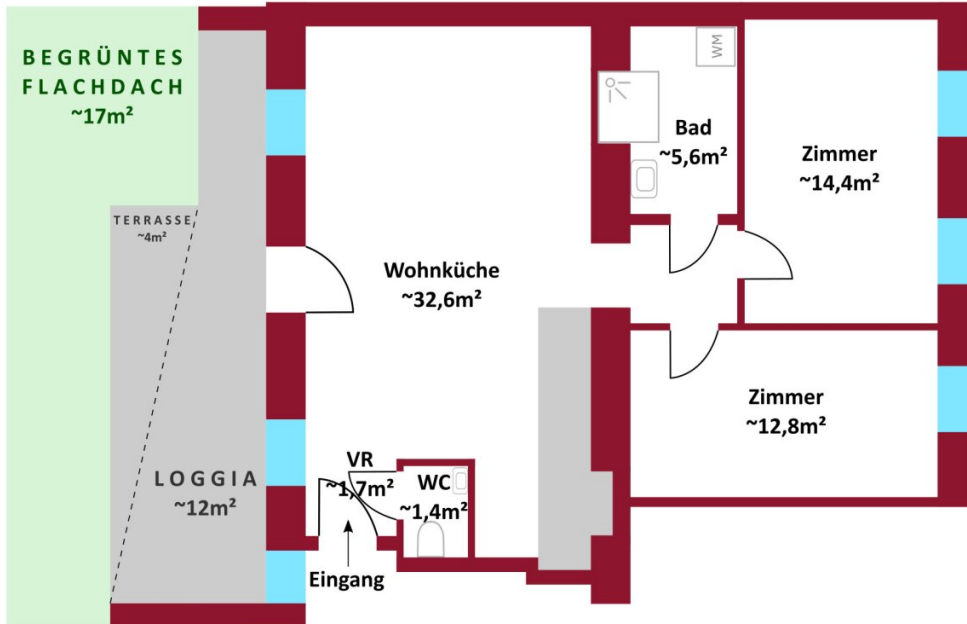 BEGRÜNTES
FLACHDACH
~17m²
WM
Bad
~5,6m²
Zimmer
~14,4m²
TERRASSE
~4m²
Wohnküche
~32,6m²
Zimmer
~12,8m²
LOGGIA
~12m²
VR
~1,7m²
WC
~1,4m²
Eingang